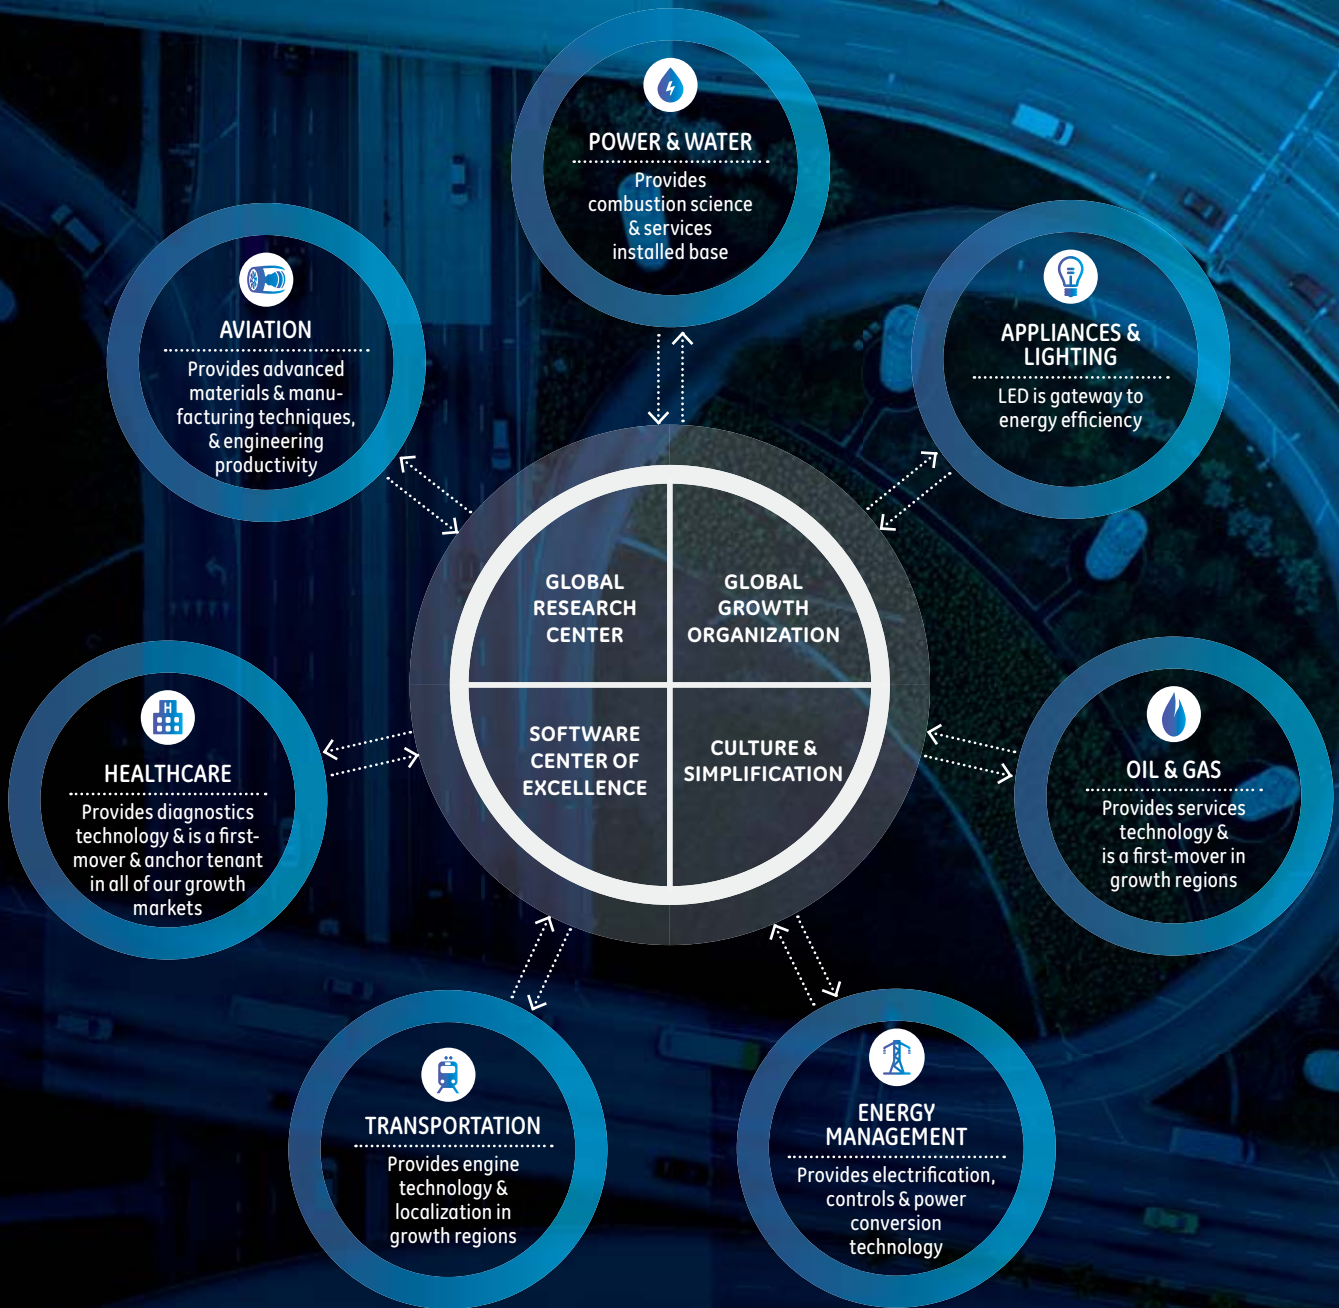 POWER & WATER
Provides
combustion science
& services
installed base
AVIATION
Provides advanced
materials & manu-
facturing techniques,
& engineering
productivity
APPLIANCES &
LIGHTING
LED is gateway to
energy efficiency
GLOBAL
RESEARCH
CENTER
GLOBAL
GROWTH
ORGANIZATION
SOFTWARE
CENTER OF
EXCELLENCE
CULTURE &
SIMPLIFICATION
H
HEALTHCARE
Provides diagnostics
technology & is a first-
mover & anchor tenant
in all of our growth
markets
OIL & GAS
Provides services
technology &
is a first-mover in
growth regions
TRANSPORTATION
Provides engine
technology &
localization in
growth regions
ENERGY
MANAGEMENT
Provides electrification,
controls & power
conversion
technology